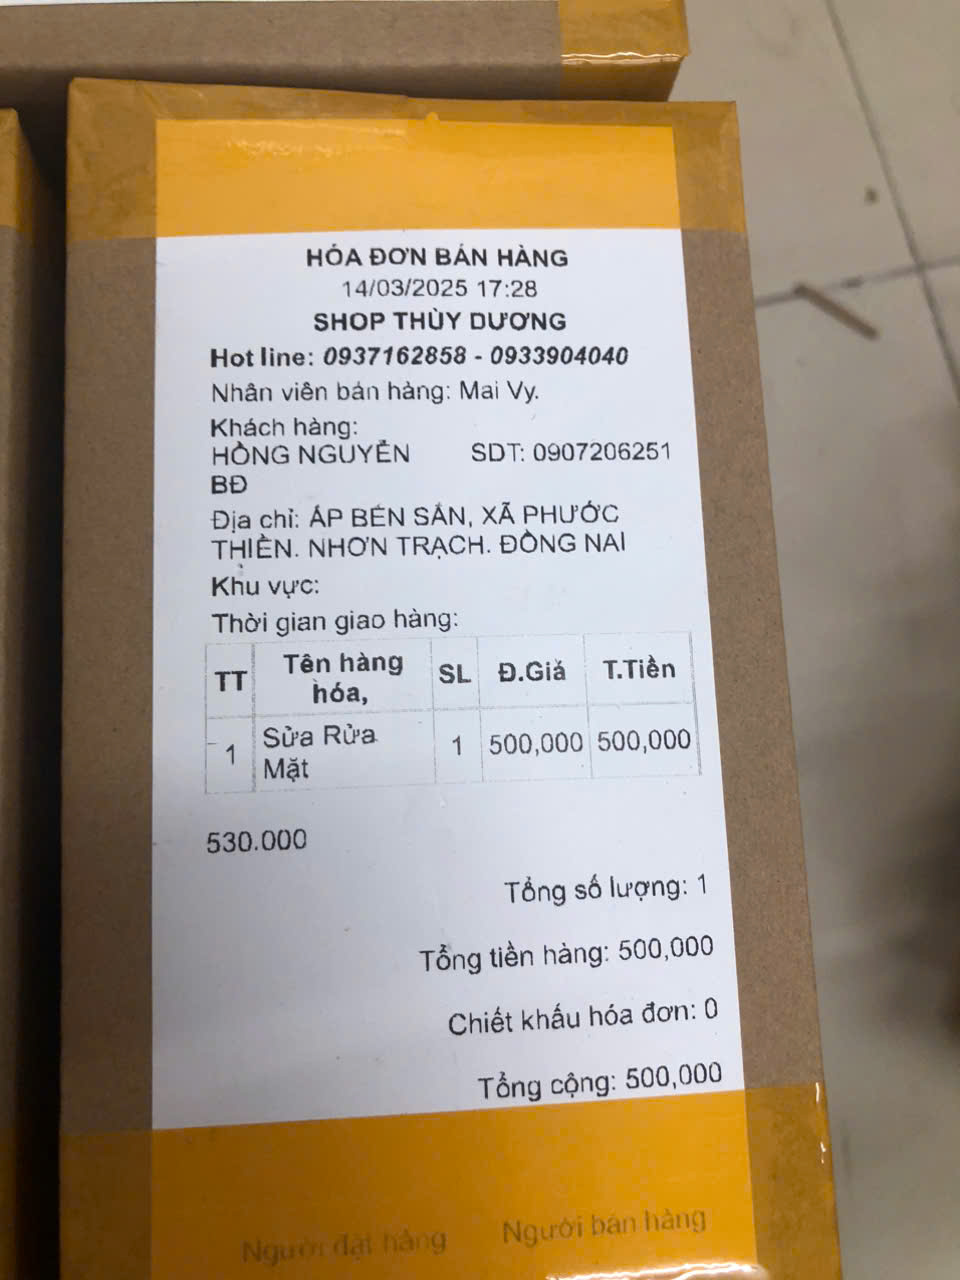 HÓA ĐƠN BÁN HÀNG
14/03/2025 17:28
SHOP THÙY DƯƠNG
Hot line: 0937162858 - 0933904040
Nhân viên bán hàng: Mai Vy.
Khách hàng:
HỒNG NGUYỄN SDT: 0907206251
BĐ
Địa chỉ: ẤP BẾN SẮN, XÃ PHƯỚC
THIỀN. NHƠN TRẠCH. ĐỒNG NAI
Khu vực:
Thời gian giao hàng:
TT Tên hàng hóa, SL Đ.Giá T.Tiền
1 Sửa Rửa Mặt 1 500,000 500,000
530.000
Tổng số lượng: 1
Tổng tiền hàng: 500,000
Chiết khấu hóa đơn: 0
Tổng cộng: 500,000
Người đặt hàng Người bán hàng